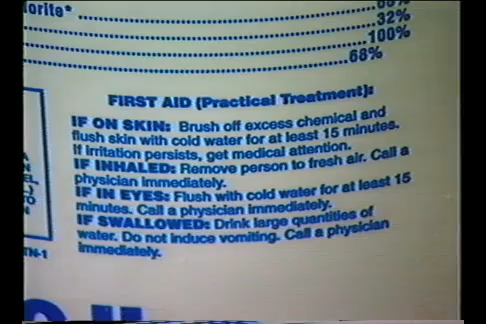 lorite* ........................................
32%
100%
68%
FIRST AID (Practical Treatment):
IF ON SKIN: Brush off excess chemical and
flush skin with cold water for at least 15 minutes.
If irritation persists, get medical attention.
IF INHALED: Remove person to fresh air. Call a
physician immediately.
IF IN EYES: Flush with cold water for at least 15
minutes. Call a physician immediately.
IF SWALLOWED: Drink large quantities of
water. Do not induce vomiting. Call a physician
immediately.
TN-1